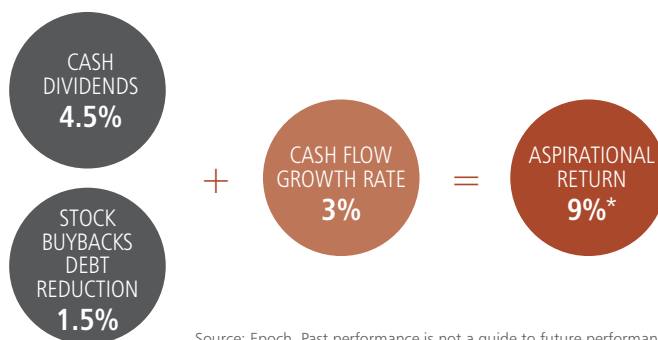 CASH
DIVIDENDS
4.5%
STOCK
BUYBACKS
DEBT
REDUCTION
1.5%
+
CASH FLOW
GROWTH RATE
3%
=
ASPIRATIONAL
RETURN
9%*
Source: Epoch. Past performance is not a guide to future